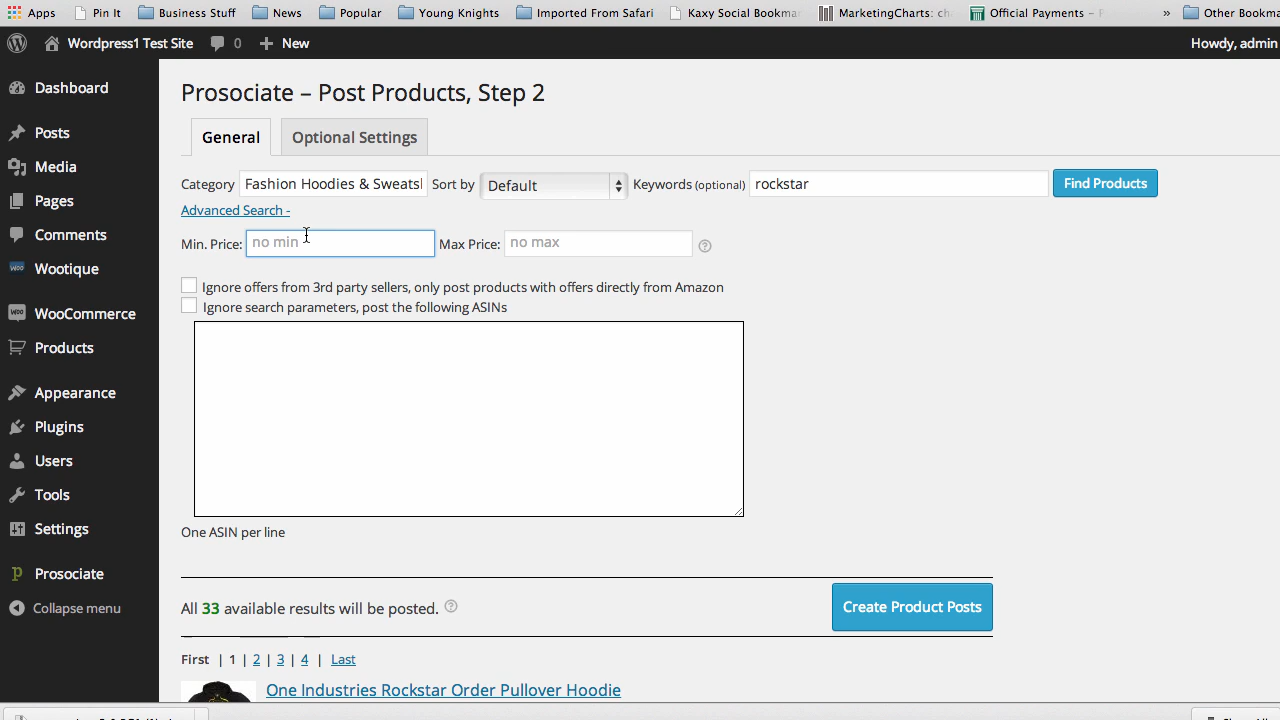 Apps Pin It Business Stuff News Popular Young Knights Imported From Safari Kaxy Social Bookma MarketingCharts: ch Official Payments – P » Other Bookma
Wordpress1 Test Site 0 New Howdy, admin
Dashboard
Posts
Media
Pages
Comments
Wootique
WooCommerce
Products
Appearance
Plugins
Users
Tools
Settings
Prosociate
Collapse menu
Prosociate – Post Products, Step 2
General Optional Settings
Category Fashion Hoodies & Sweatsl Sort by Default Keywords (optional) rockstar Find Products
Advanced Search -
Min. Price: no min Max Price: no max ?
Ignore offers from 3rd party sellers, only post products with offers directly from Amazon
Ignore search parameters, post the following ASINs
One ASIN per line
All 33 available results will be posted. ? Create Product Posts
First | 1 | 2 | 3 | 4 | Last
One Industries Rockstar Order Pullover Hoodie